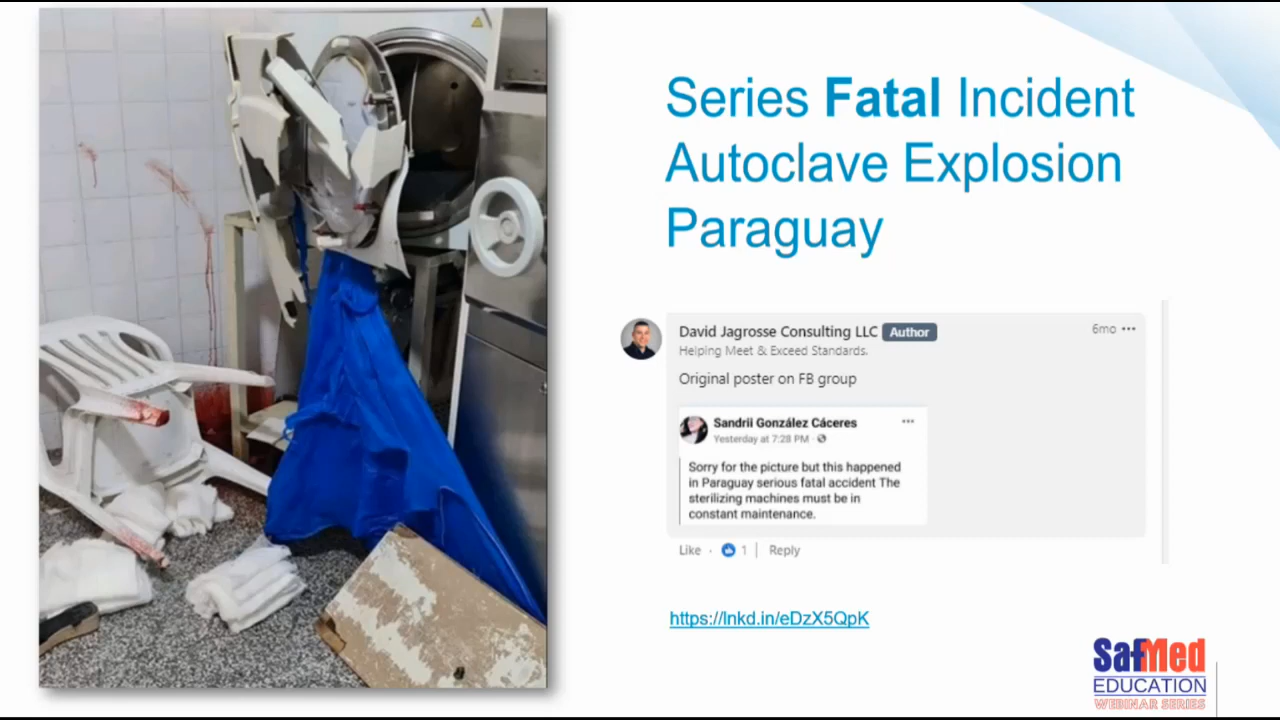 Series Fatal Incident
Autoclave Explosion
Paraguay
David Jagrosse Consulting LLC Author
6mo
Helping Meet & Exceed Standards.
Original poster on FB group
Sandrii González Cáceres
Yesterday at 7:28 PM ·
Sorry for the picture but this happened
in Paraguay serious fatal accident The
sterilizing machines must be in
constant maintenance.
Like · 1 | Reply
https://lnkd.in/eDzX5QpK
SafMed
EDUCATION
WEBINAR SERIES